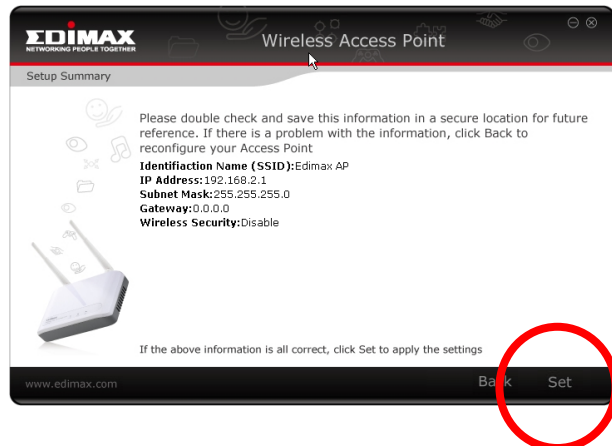 EDIMAX
NETWORKING PEOPLE TOGETHER
Wireless Access Point
Setup Summary
Please double check and save this information in a secure location for future
reference. If there is a problem with the information, click Back to
reconfigure your Access Point
Identifiaction Name (SSID):Edimax AP
IP Address:192.168.2.1
Subnet Mask:255.255.255.0
Gateway:0.0.0.0
Wireless Security:Disable
If the above information is all correct, click Set to apply the settings
www.edimax.com
Back
Set